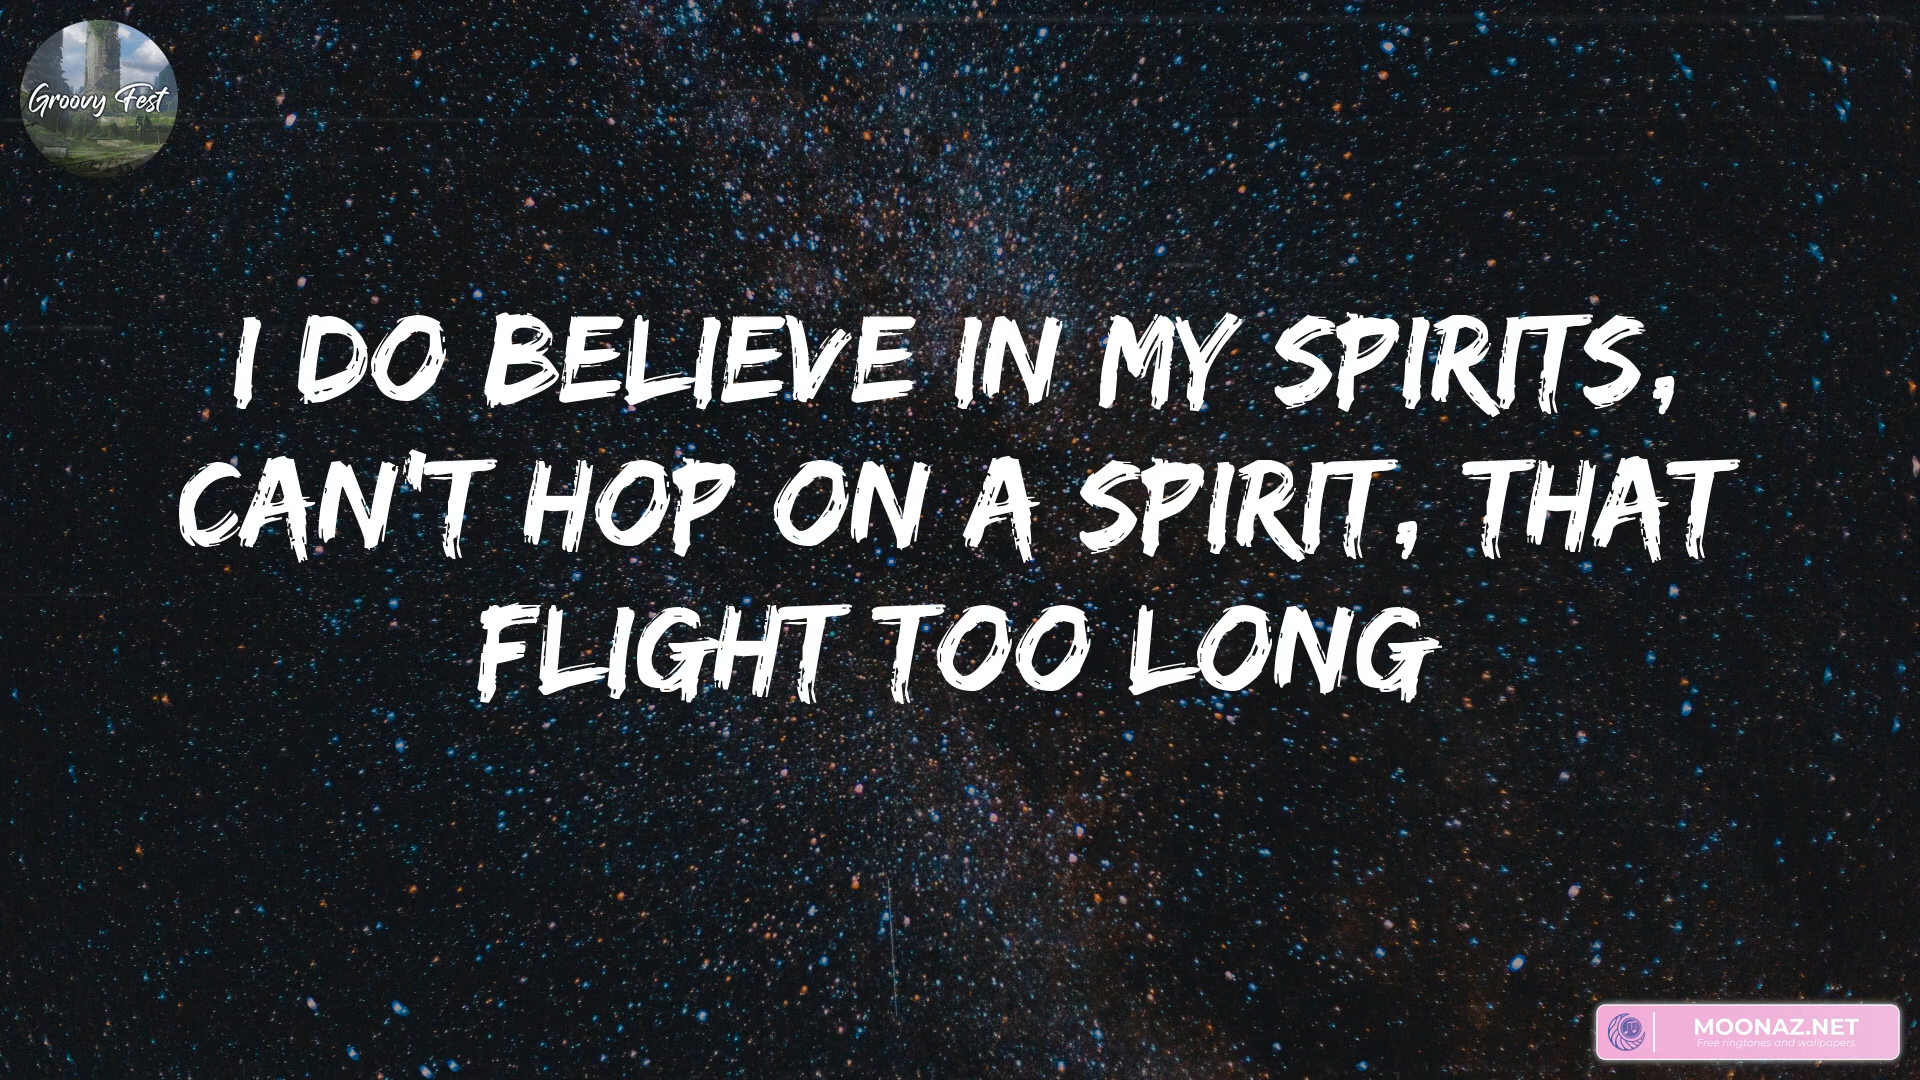 Groovy Fest
I DO BELIEVE IN MY SPIRITS,
CAN'T HOP ON A SPIRIT, THAT
FLIGHT TOO LONG
MOONAZ.NET
Free ringtones and wallpapers